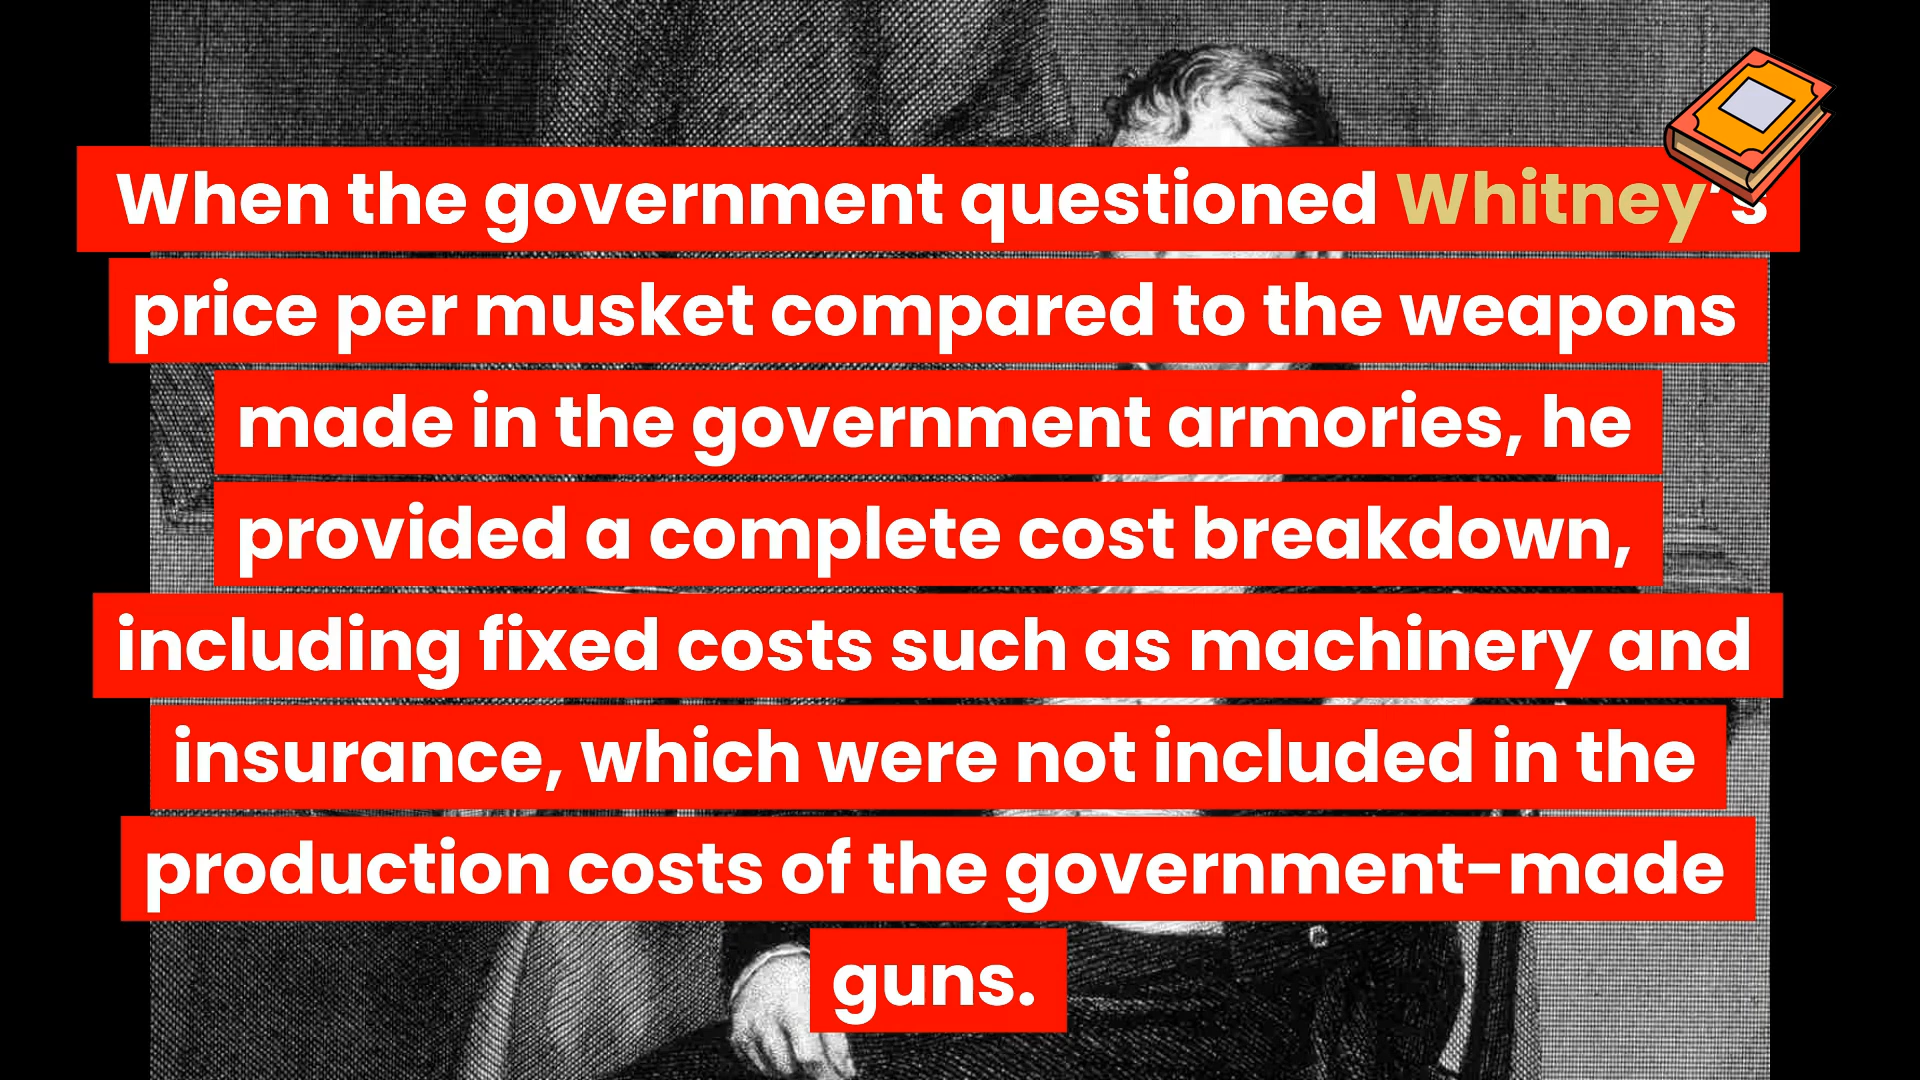 When the government questioned Whitney's
price per musket compared to the weapons
made in the government armories, he
provided a complete cost breakdown,
including fixed costs such as machinery and
insurance, which were not included in the
production costs of the government-made
guns.